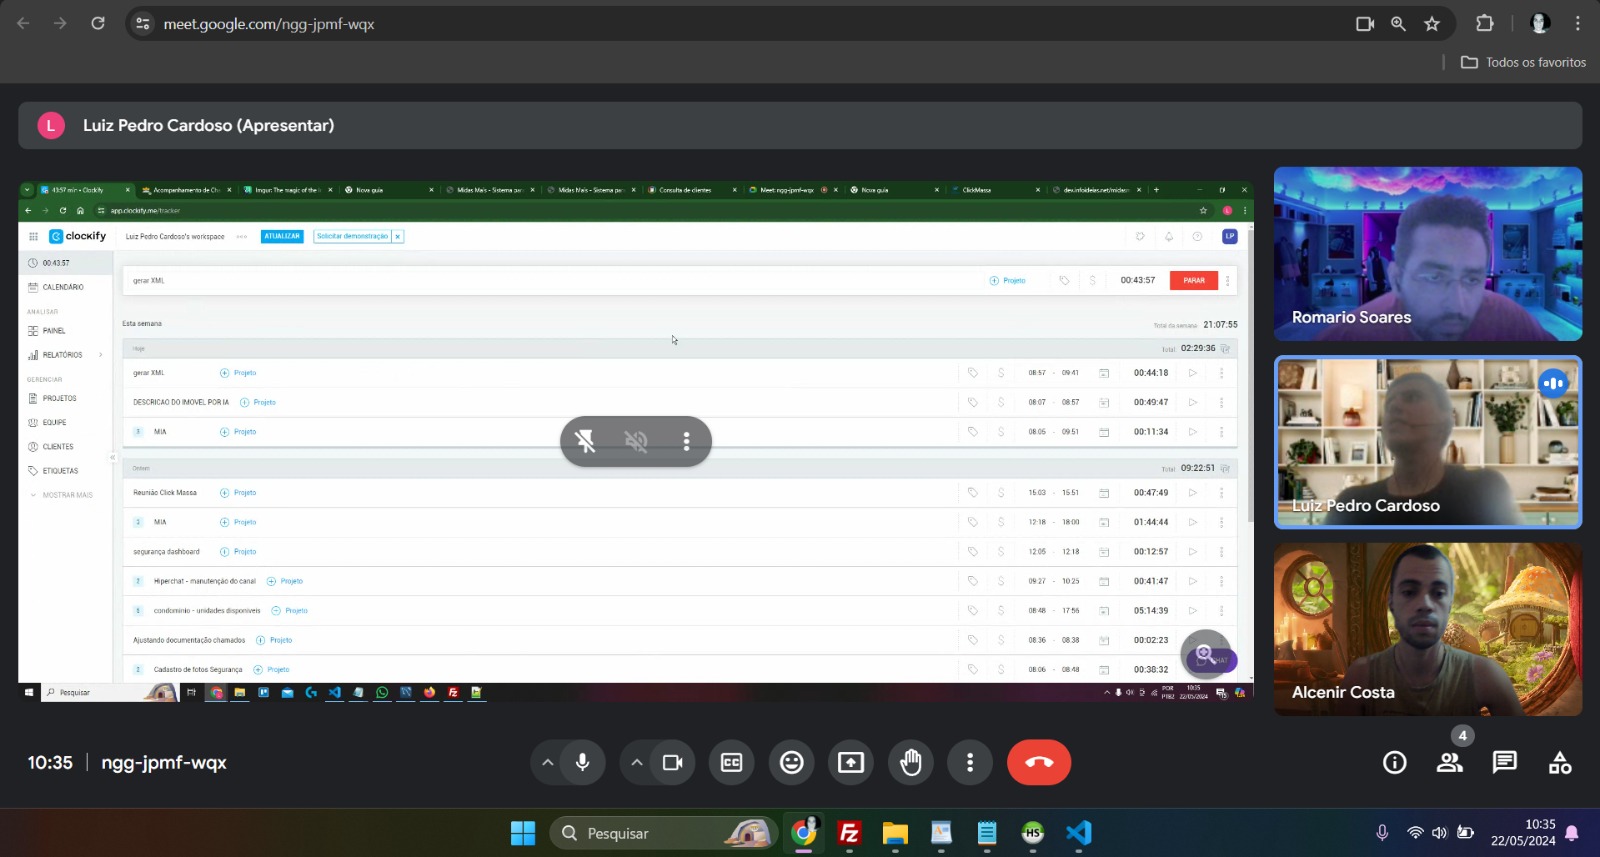 meet.google.com/ngg-jpmf-wqx
Todos os favoritos
L Luiz Pedro Cardoso (Apresentar)
43:57 min • Clockify
Acompanhamento de Cha
Imgur: The magic of the I
Nova guia
Midas Mais - Sistema par
Midas Mais - Sistema par
Consulta de clientes
Meet: ngg-jpmf-wqx
Nova guia
ClickMassa
dev.infoideias.net/midasm
app.clockify.me/tracker
clockify Luiz Pedro Cardoso's workspace ATUALIZAR Solicitar demonstração x LP
00:43:57
CALENDÁRIO
ANALISAR
PAINEL
RELATÓRIOS
GERENCIAR
PROJETOS
EQUIPE
CLIENTES
ETIQUETAS
MOSTRAR MAIS
gerar XML Projeto $ 00:43:57 PARAR
Esta semana Total da semana: 21:07:55
Hoje Total: 02:29:36
gerar XML Projeto $ 08:57 - 09:41 00:44:18
DESCRICAO DO IMOVEL POR IA Projeto $ 08:07 - 08:57 00:49:47
3 MIA Projeto $ 08:05 - 09:51 00:11:34
Ontem Total: 09:22:51
Reunião Click Massa Projeto $ 15:03 - 15:51 00:47:49
MIA Projeto $ 12:18 - 18:00 01:44:44
segurança dashboard Projeto $ 12:05 - 12:18 00:12:57
2 Hiperchat - manutenção do canal Projeto $ 09:27 - 10:25 00:41:47
condominio - unidades disponiveis Projeto $ 08:48 - 17:56 05:14:39
Ajustando documentação chamados Projeto $ 08:36 - 08:38 00:02:23
2 Cadastro de fotos Segurança Projeto $ 08:06 - 08:48 00:38:32
Pesquisar
POR
PTB2
10:35
22/05/2024
Romario Soares
Luiz Pedro Cardoso
Alcenir Costa
10:35 | ngg-jpmf-wqx
4
Pesquisar
10:35
22/05/2024